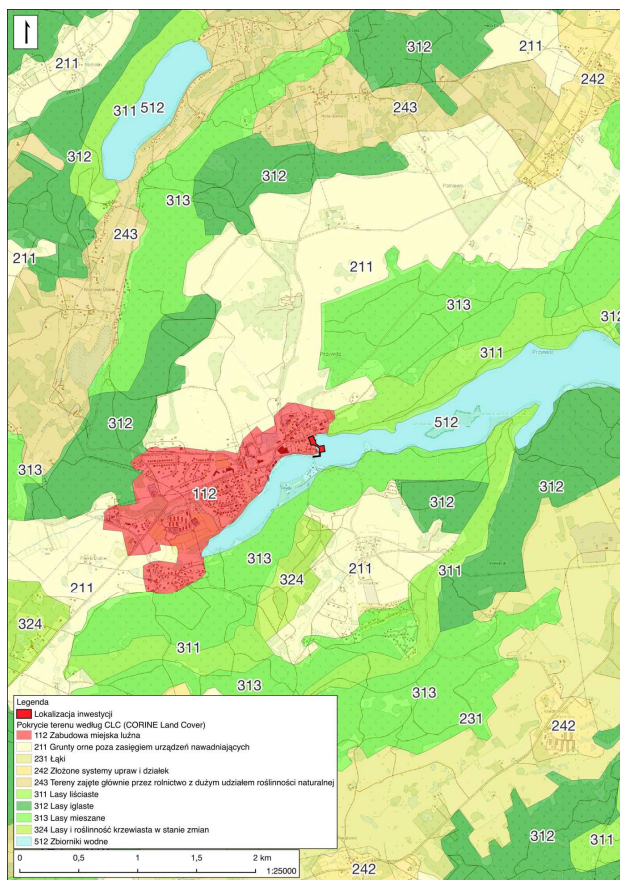 312
211
211
242
311
512
243
312
312
313
243
211
211
313
311
312
Przywidz
Przywidz
512
312
313
112
312
312
313
324
211
311
211
324
311
313
313
231
242
312
311
242
Legenda
Lokalizacja inwestycji
Pokrycie terenu według CLC (CORINE Land Cover)
112 Zabudowa miejska luźna
211 Grunty orne poza zasięgiem urządzeń nawadniających
231 Łąki
242 Złożone systemy upraw i działek
243 Tereny zajęte głównie przez rolnictwo z dużym udziałem roślinności naturalnej
311 Lasy liściaste
312 Lasy iglaste
313 Lasy mieszane
324 Lasy i roślinność krzewiasta w stanie zmian
512 Zbiorniki wodne
0 0,5 1 1,5 2 km
1:25000